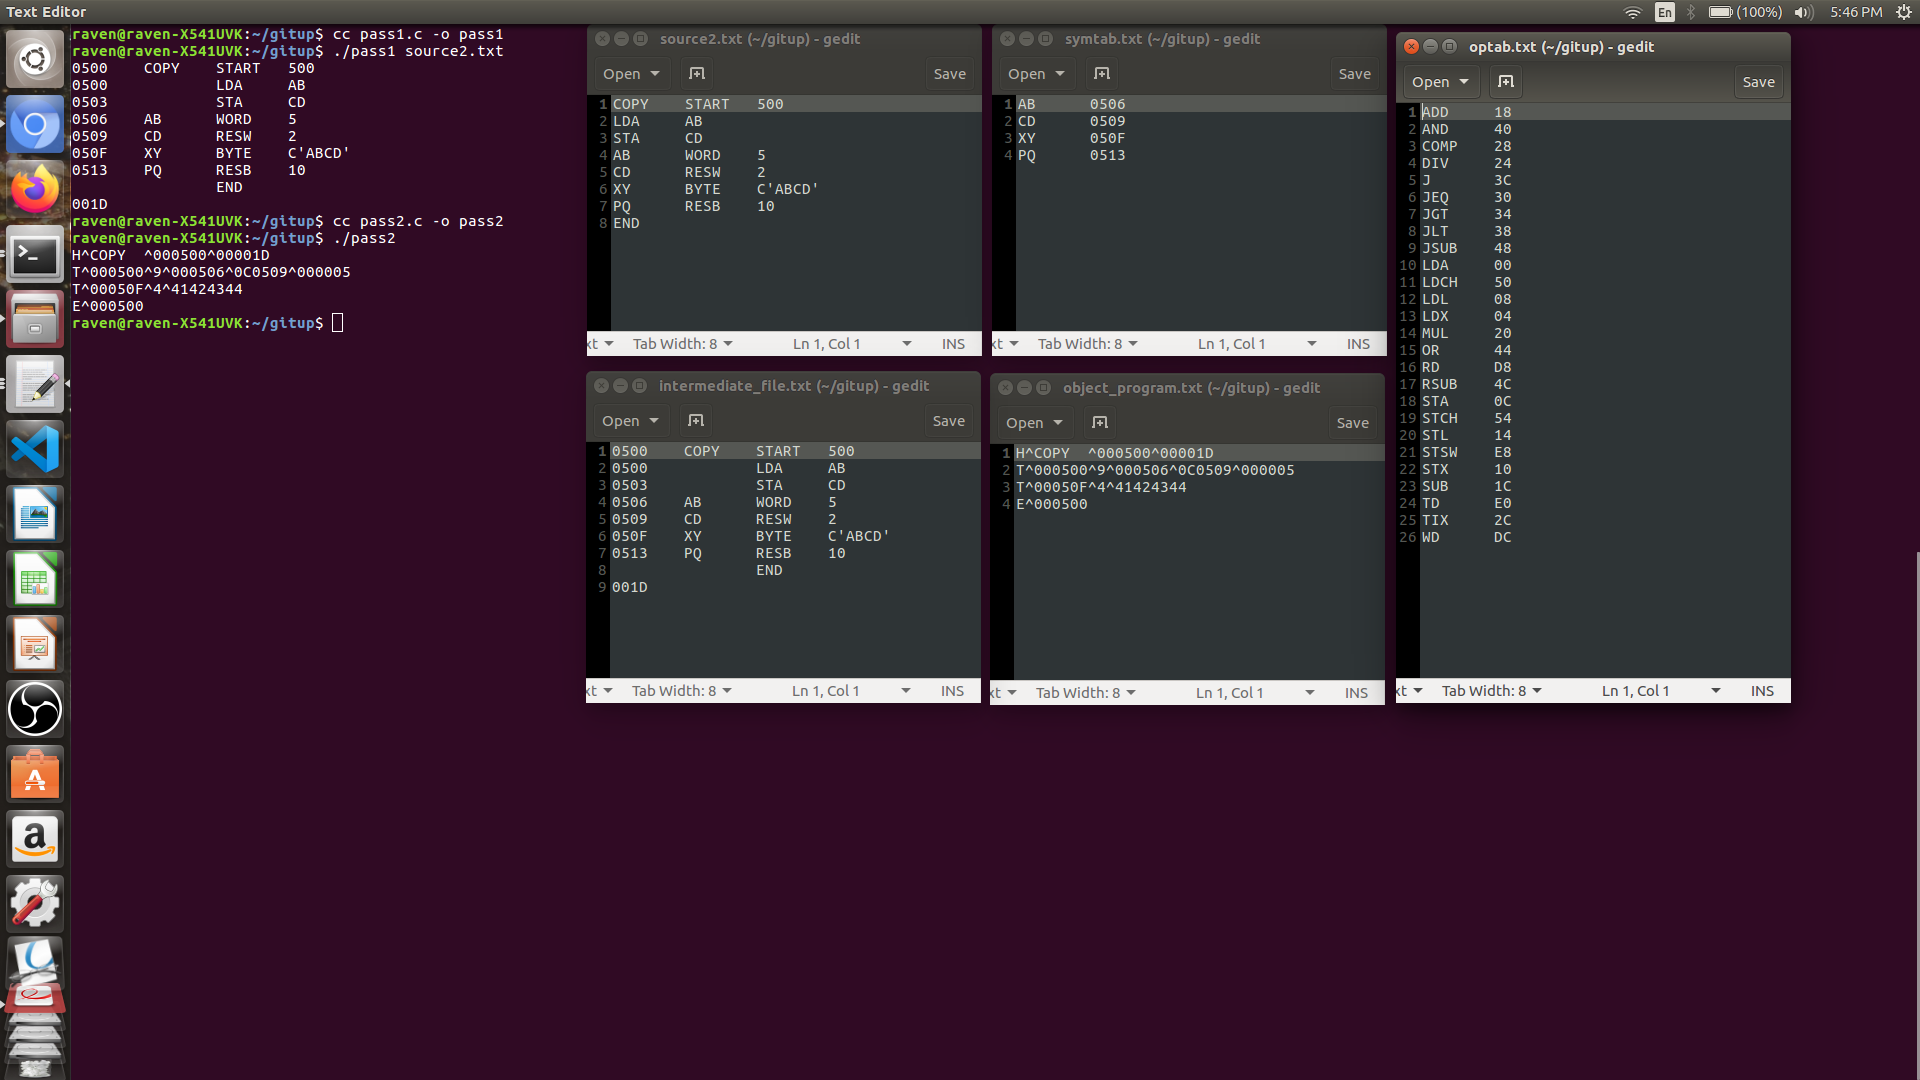 Text Editor
En (100%) 5:46 PM
raven@raven-X541UVK:~/gitup$ cc pass1.c -o pass1
raven@raven-X541UVK:~/gitup$ ./pass1 source2.txt
0500 COPY START 500
0500 LDA AB
0503 STA CD
0506 AB WORD 5
0509 CD RESW 2
050F XY BYTE C'ABCD'
0513 PQ RESB 10
END
001D
raven@raven-X541UVK:~/gitup$ cc pass2.c -o pass2
raven@raven-X541UVK:~/gitup$ ./pass2
H^COPY ^000500^00001D
T^000500^9^000506^0C0509^000005
T^00050F^4^41424344
E^000500
raven@raven-X541UVK:~/gitup$
source2.txt (~/gitup) - gedit
Open Save
1 COPY START 500
2 LDA AB
3 STA CD
4 AB WORD 5
5 CD RESW 2
6 XY BYTE C'ABCD'
7 PQ RESB 10
8 END
xt Tab Width: 8 Ln 1, Col 1 INS
symtab.txt (~/gitup) - gedit
Open Save
1 AB 0506
2 CD 0509
3 XY 050F
4 PQ 0513
xt Tab Width: 8 Ln 1, Col 1 INS
intermediate_file.txt (~/gitup) - gedit
Open Save
1 0500 COPY START 500
2 0500 LDA AB
3 0503 STA CD
4 0506 AB WORD 5
5 0509 CD RESW 2
6 050F XY BYTE C'ABCD'
7 0513 PQ RESB 10
8 END
9 001D
xt Tab Width: 8 Ln 1, Col 1 INS
object_program.txt (~/gitup) - gedit
Open Save
1 H^COPY ^000500^00001D
2 T^000500^9^000506^0C0509^000005
3 T^00050F^4^41424344
4 E^000500
xt Tab Width: 8 Ln 1, Col 1 INS
optab.txt (~/gitup) - gedit
Open Save
1 ADD 18
2 AND 40
3 COMP 28
4 DIV 24
5 J 3C
6 JEQ 30
7 JGT 34
8 JLT 38
9 JSUB 48
10 LDA 00
11 LDCH 50
12 LDL 08
13 LDX 04
14 MUL 20
15 OR 44
16 RD D8
17 RSUB 4C
18 STA 0C
19 STCH 54
20 STL 14
21 STSW E8
22 STX 10
23 SUB 1C
24 TD E0
25 TIX 2C
26 WD DC
xt Tab Width: 8 Ln 1, Col 1 INS